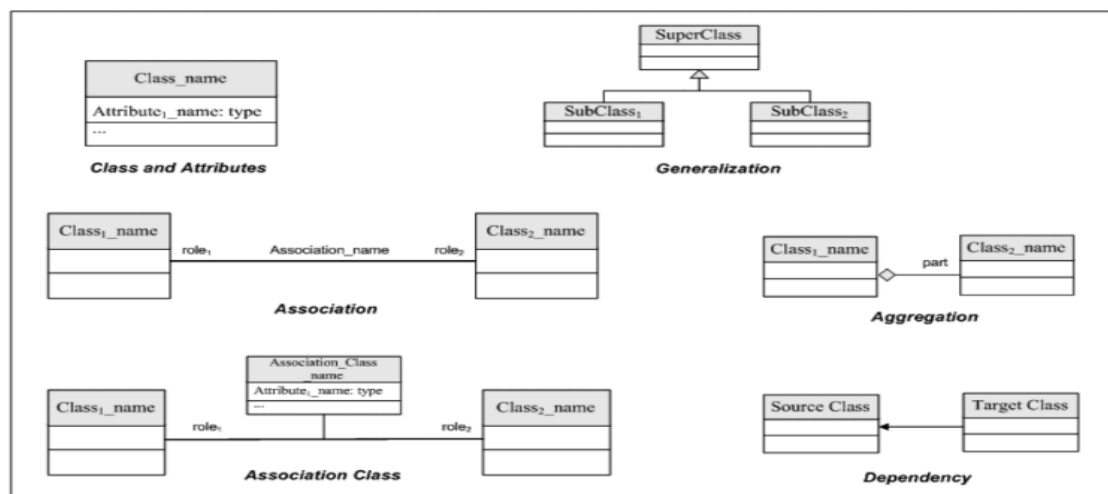 Class_name
Attribute₁_name: type
...
Class and Attributes
SuperClass
SubClass₁
SubClass₂
Generalization
Class₁_name
role₁
Association_name
role₂
Class₂_name
Association
Class₁_name
part
Class₂_name
Aggregation
Class₁_name
role₁
Association_Class
_name
Attribute₁_name: type
...
role₂
Class₂_name
Association Class
Source Class
Target Class
Dependency